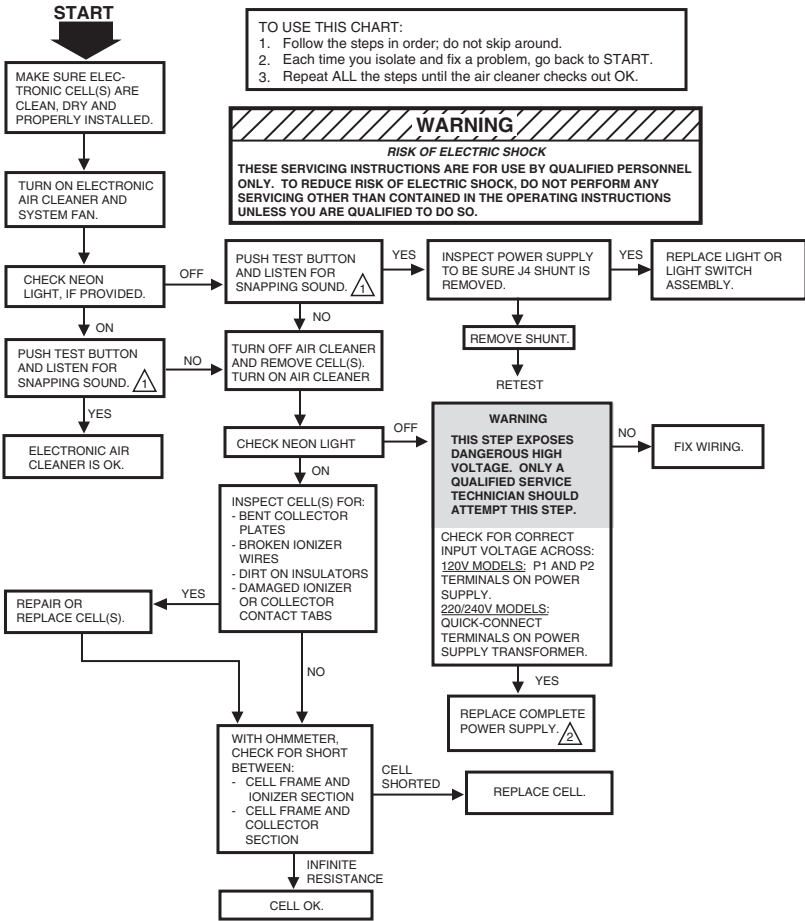 START
TO USE THIS CHART:
1. Follow the steps in order; do not skip around.
2. Each time you isolate and fix a problem, go back to START.
3. Repeat ALL the steps until the air cleaner checks out OK.
MAKE SURE ELEC-
TRONIC CELL(S) ARE
CLEAN, DRY AND
PROPERLY INSTALLED.
WARNING
RISK OF ELECTRIC SHOCK
THESE SERVICING INSTRUCTIONS ARE FOR USE BY QUALIFIED PERSONNEL
ONLY. TO REDUCE RISK OF ELECTRIC SHOCK, DO NOT PERFORM ANY
SERVICING OTHER THAN CONTAINED IN THE OPERATING INSTRUCTIONS
UNLESS YOU ARE QUALIFIED TO DO SO.
TURN ON ELECTRONIC
AIR CLEANER AND
SYSTEM FAN.
CHECK NEON
LIGHT, IF PROVIDED.
OFF
PUSH TEST BUTTON
AND LISTEN FOR
SNAPPING SOUND. 1
YES
INSPECT POWER SUPPLY
TO BE SURE J4 SHUNT IS
REMOVED.
YES
REPLACE LIGHT OR
LIGHT SWITCH
ASSEMBLY.
ON
NO
REMOVE SHUNT.
RETEST
PUSH TEST BUTTON
AND LISTEN FOR
SNAPPING SOUND. 1
NO
TURN OFF AIR CLEANER
AND REMOVE CELL(S).
TURN ON AIR CLEANER
YES
ELECTRONIC AIR
CLEANER IS OK.
CHECK NEON LIGHT
OFF
WARNING
THIS STEP EXPOSES
DANGEROUS HIGH
VOLTAGE. ONLY A
QUALIFIED SERVICE
TECHNICIAN SHOULD
ATTEMPT THIS STEP.
CHECK FOR CORRECT
INPUT VOLTAGE ACROSS:
120V MODELS: P1 AND P2
TERMINALS ON POWER
SUPPLY.
220/240V MODELS:
QUICK-CONNECT
TERMINALS ON POWER
SUPPLY TRANSFORMER.
NO
FIX WIRING.
YES
REPLACE COMPLETE
POWER SUPPLY. 2
ON
INSPECT CELL(S) FOR:
- BENT COLLECTOR
PLATES
- BROKEN IONIZER
WIRES
- DIRT ON INSULATORS
- DAMAGED IONIZER
OR COLLECTOR
CONTACT TABS
YES
REPAIR OR
REPLACE CELL(S).
NO
WITH OHMMETER,
CHECK FOR SHORT
BETWEEN:
- CELL FRAME AND
IONIZER SECTION
- CELL FRAME AND
COLLECTOR
SECTION
CELL
SHORTED
REPLACE CELL.
INFINITE
RESISTANCE
CELL OK.